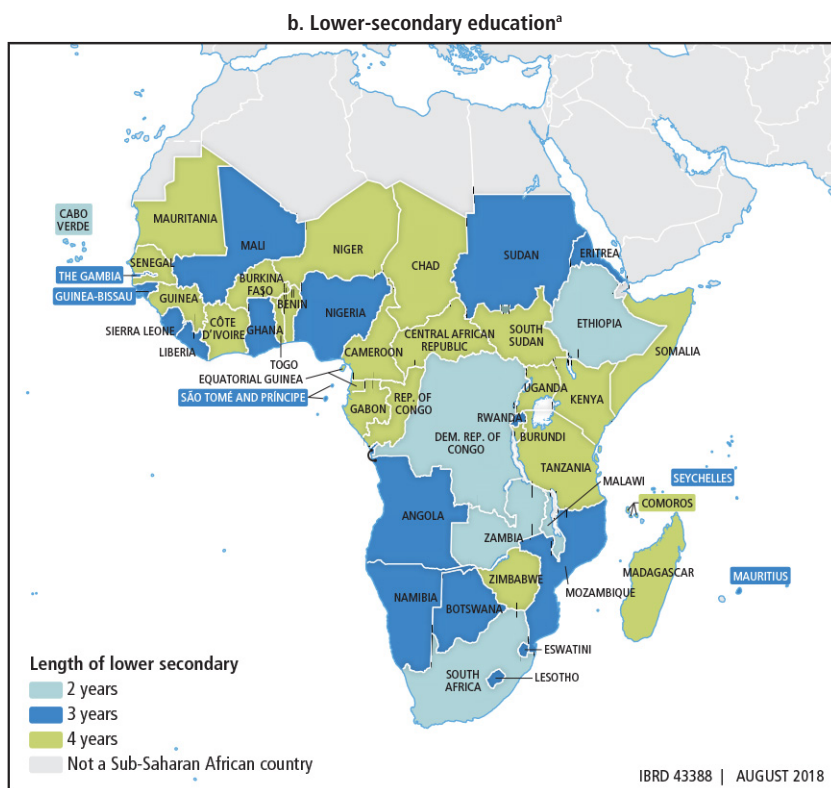 b. Lower-secondary educationᵃ
CABO
VERDE
MAURITANIA
MALI
NIGER
CHAD
SUDAN
ERITREA
SENEGAL
THE GAMBIA
GUINEA-BISSAU
GUINEA
BURKINA
FASO
BENIN
NIGERIA
SIERRA LEONE
LIBERIA
CÔTE
D'IVOIRE
GHANA
TOGO
CAMEROON
CENTRAL AFRICAN
REPUBLIC
SOUTH
SUDAN
ETHIOPIA
SOMALIA
EQUATORIAL GUINEA
SÃO TOMÉ AND PRÍNCIPE
GABON
REP. OF
CONGO
DEM. REP. OF
CONGO
UGANDA
KENYA
RWANDA
BURUNDI
TANZANIA
MALAWI
SEYCHELLES
COMOROS
ANGOLA
ZAMBIA
MOZAMBIQUE
MADAGASCAR
MAURITIUS
ZIMBABWE
NAMIBIA
BOTSWANA
ESWATINI
LESOTHO
SOUTH
AFRICA
Length of lower secondary
2 years
3 years
4 years
Not a Sub-Saharan African country
IBRD 43388 | AUGUST 2018